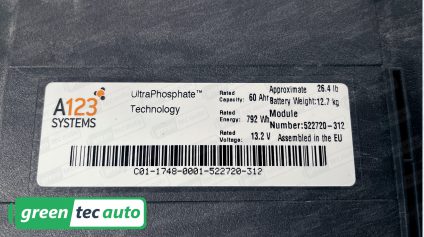 A123
SYSTEMS
UltraPhosphate™
Technology
Rated
Capacity: 60 Ahr
Rated
Energy: 792 Wh
Rated
Voltage: 13.2 V
Approximate 26.4 lb
Battery Weight:12.7 kg
Module
Number:522720-312
Assembled in the EU
C01-1748-0001-522720-312
green tec auto